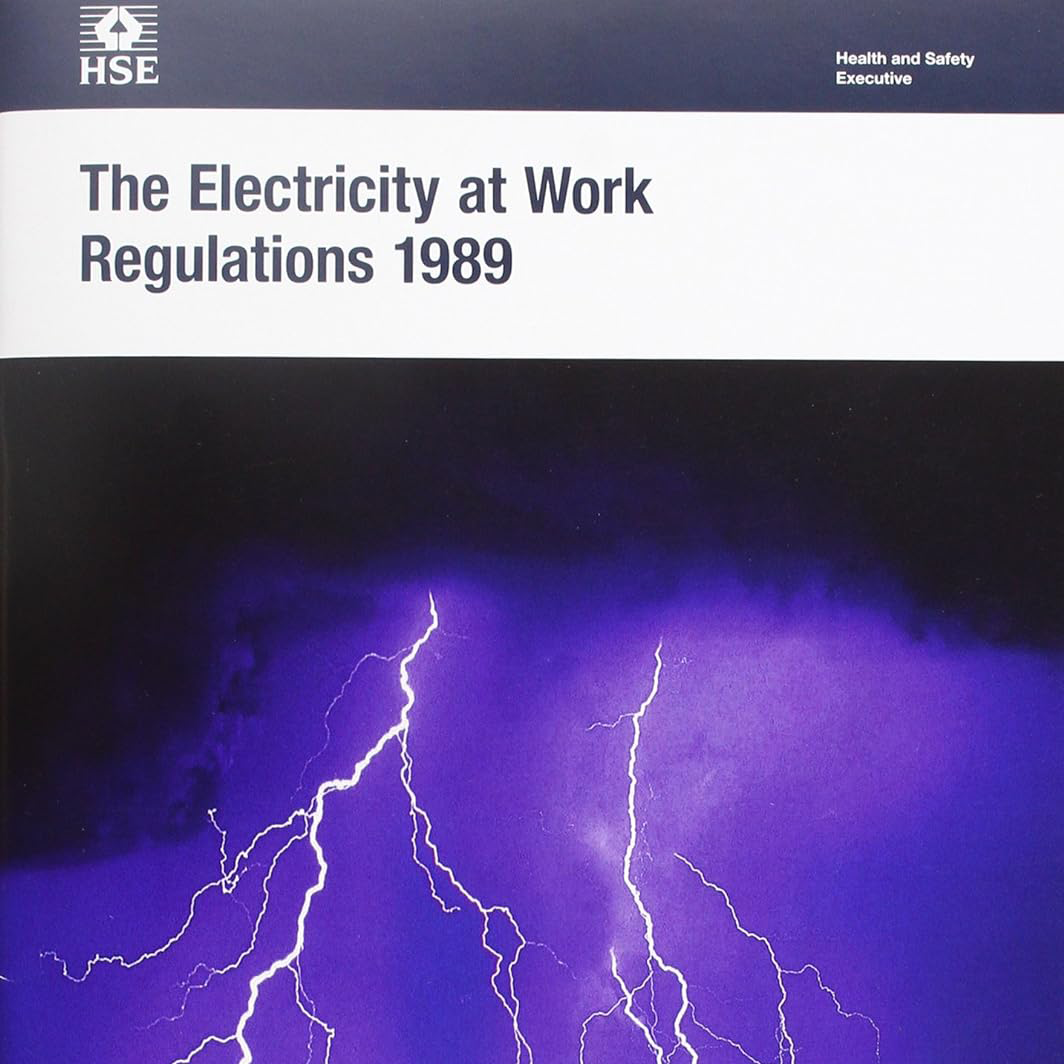 HSE
Health and Safety
Executive
The Electricity at Work
Regulations 1989